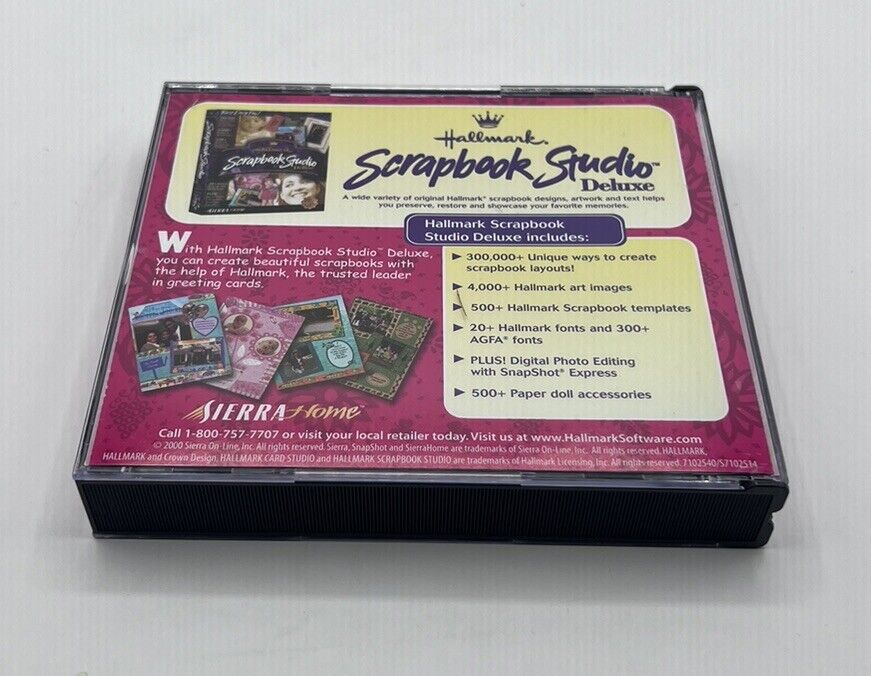 Hallmark
Scrapbook Studio™
Deluxe
A wide variety of original Hallmark® scrapbook designs, artwork and text helps
you preserve, restore and showcase your favorite memories.
Scrapbook Studio
SIERRA
With Hallmark Scrapbook Studio™ Deluxe,
you can create beautiful scrapbooks with
the help of Hallmark, the trusted leader
in greeting cards.
Hallmark Scrapbook
Studio Deluxe includes:
300,000+ Unique ways to create
scrapbook layouts!
4,000+ Hallmark art images
500+ Hallmark Scrapbook templates
20+ Hallmark fonts and 300+
AGFA® fonts
PLUS! Digital Photo Editing
with SnapShot® Express
500+ Paper doll accessories
SIERRA Home™
Call 1-800-757-7707 or visit your local retailer today. Visit us at www.HallmarkSoftware.com
© 2000 Sierra On-Line, Inc. All rights reserved. Sierra, SnapShot and SierraHome are trademarks of Sierra On-Line, Inc. All rights reserved. HALLMARK,
HALLMARK and Crown Design, HALLMARK CARD STUDIO and HALLMARK SCRAPBOOK STUDIO are trademarks of Hallmark Licensing, Inc. All rights reserved. 7102540/S7102514